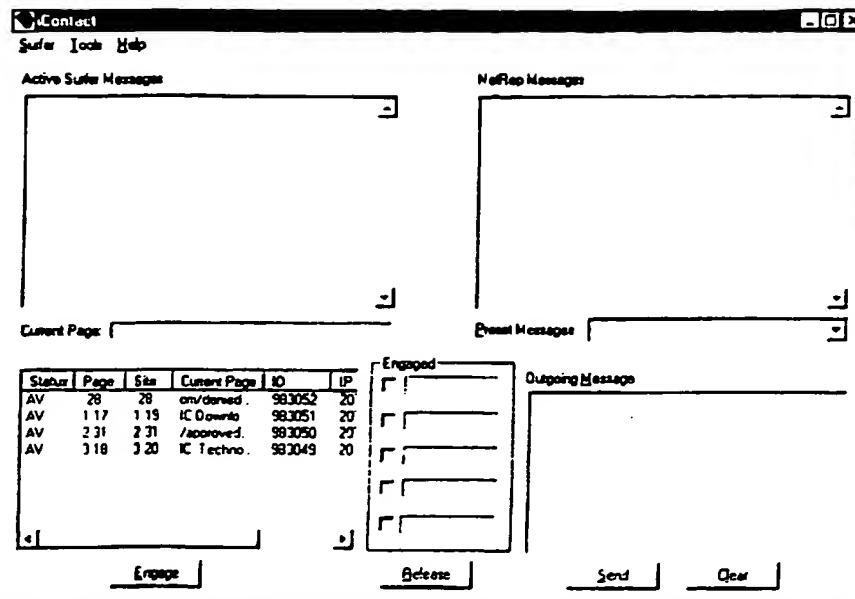 iContact
Surfer Tools Help
Active Surfer Messages
NetRep Messages
Current Page:
Preset Messages
Status Page Site Current Page ID IP
AV 28 28 om/denied . 983052 20
AV 1 17 1 19 IC Downlo 983051 20
AV 2 31 2 31 /approved. 983050 20
AV 3 18 3 20 IC Techno . 983049 20
Engaged
Outgoing Message
Engage
Release
Send
Clear